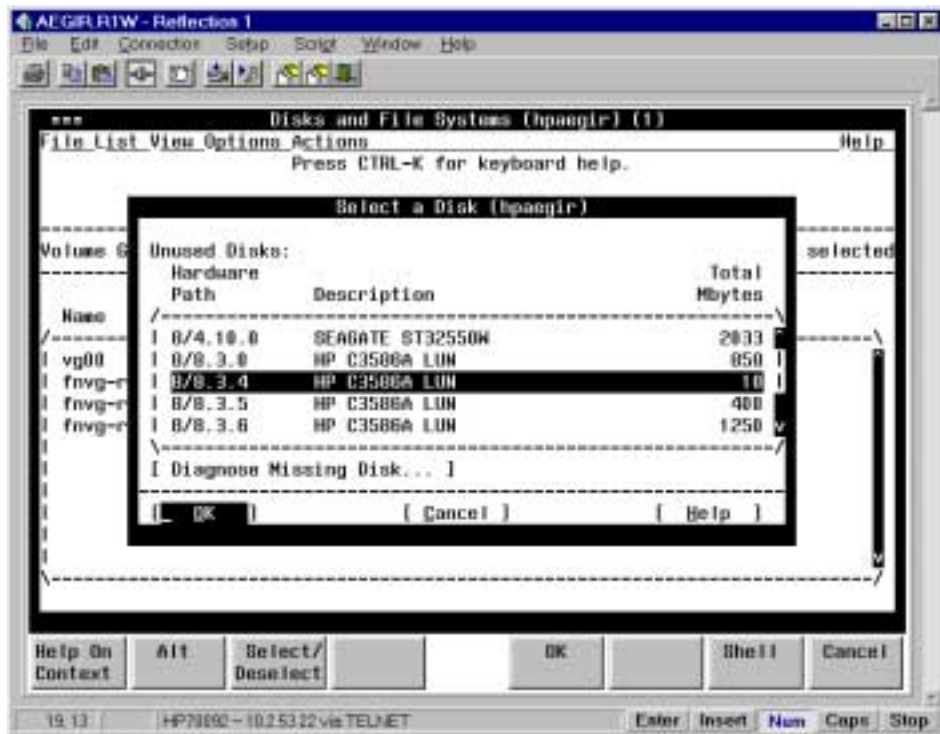 AEGIR.R1W - Reflection 1
File Edit Connection Setup Script Window Help
Disks and File Systems (hpaegir) (1)
File List View Options Actions Help
Press CTRL-K for keyboard help.
Select a Disk (hpaegir)
Volume G Unused Disks: selected
Hardware Total
Path Description Mbytes
Name
8/4.10.0 SEAGATE ST32550W 2033
vg00 8/8.3.0 HP C3586A LUN 850
fnvg-r 8/8.3.4 HP C3586A LUN 10
fnvg-r 8/8.3.5 HP C3586A LUN 400
fnvg-r 8/8.3.6 HP C3586A LUN 1250
[ Diagnose Missing Disk... ]
[ OK ] [ Cancel ] [ Help ]
Help On Context Alt Select/ Deselect OK Shell Cancel
19, 13 HP70092 -- 10.2.53.22 via TELNET Enter Insert Num Caps Stop